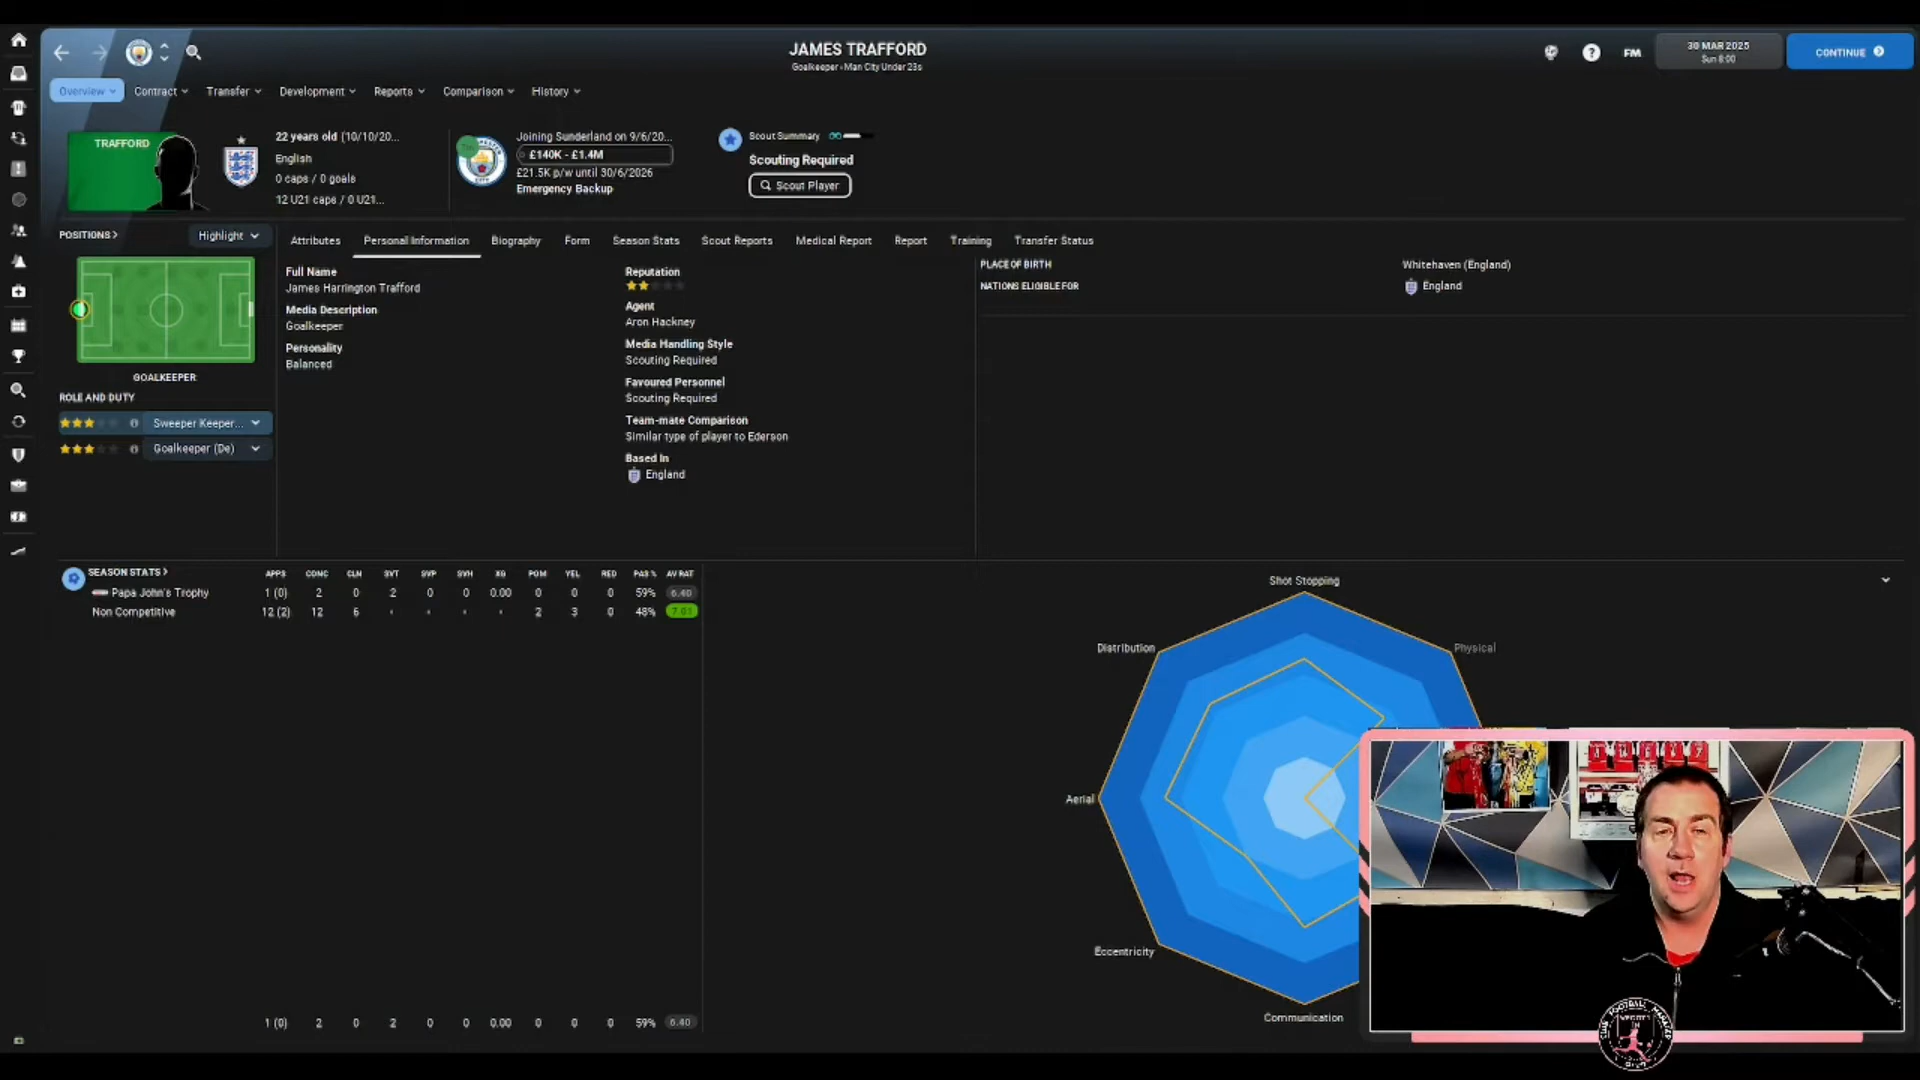 JAMES TRAFFORD
Goalkeeper - Man City Under 23s
FM
30 MAR 2025
Sun 8:00
CONTINUE
Overview
Contract
Transfer
Development
Reports
Comparison
History
TRAFFORD
22 years old (10/10/20...
English
0 caps / 0 goals
12 U21 caps / 0 U21...
Joining Sunderland on 9/6/20...
£140K - £1.4M
£21.5K p/w until 30/6/2026
Emergency Backup
Scout Summary
Scouting Required
Scout Player
POSITIONS >
Highlight
GOALKEEPER
ROLE AND DUTY
Sweeper Keeper...
Goalkeeper (De)
Attributes
Personal Information
Biography
Form
Season Stats
Scout Reports
Medical Report
Report
Training
Transfer Status
Full Name
James Harrington Trafford
Media Description
Goalkeeper
Personality
Balanced
Reputation
Agent
Aron Hackney
Media Handling Style
Scouting Required
Favoured Personnel
Scouting Required
Team-mate Comparison
Similar type of player to Ederson
Based In
England
PLACE OF BIRTH
Whitehaven (England)
NATIONS ELIGIBLE FOR
England
SEASON STATS > APPS CONC CLN SVT SVP SVH XG POM YEL RED PAS % AV RAT
Papa John's Trophy 1 (0) 2 0 2 0 0 0.00 0 0 0 59% 6.40
Non Competitive 12 (2) 12 6 - - - - 2 3 0 48%
1 (0) 2 0 2 0 0 0.00 0 0 0 59% 6.40
Shot Stopping
Distribution
Physical
Aerial
Eccentricity
Communication